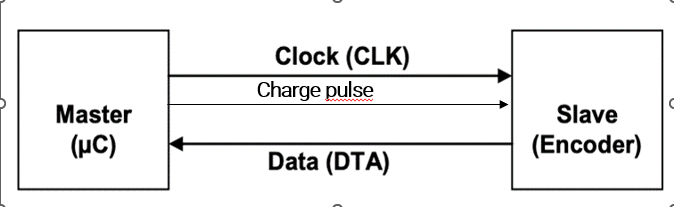 Clock (CLK)
Charge pulse
Master
(µC)
Slave
(Encoder)
Data (DTA)